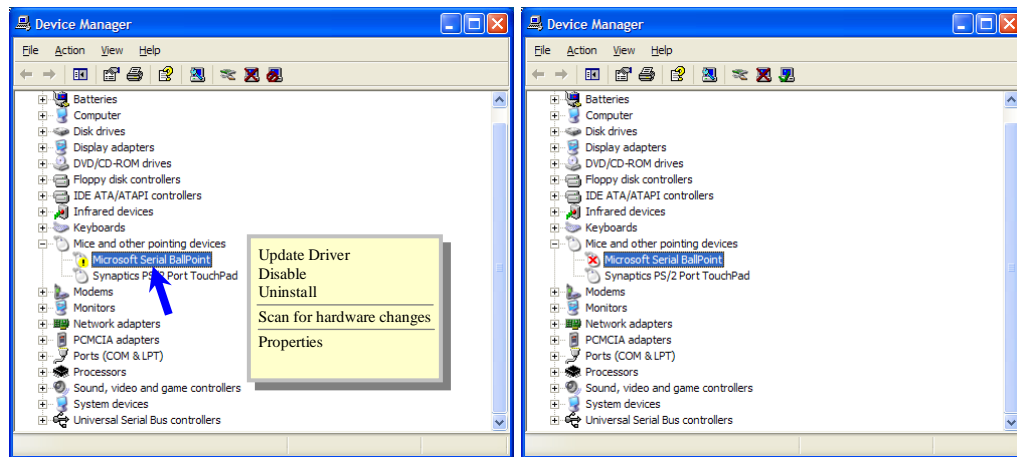 Device Manager
File Action View Help
Batteries
Computer
Disk drives
Display adapters
DVD/CD-ROM drives
Floppy disk controllers
IDE ATA/ATAPI controllers
Infrared devices
Keyboards
Mice and other pointing devices
Microsoft Serial BallPoint
Synaptics PS/2 Port TouchPad
Modems
Monitors
Network adapters
PCMCIA adapters
Ports (COM & LPT)
Processors
Sound, video and game controllers
System devices
Universal Serial Bus controllers
Update Driver
Disable
Uninstall
Scan for hardware changes
Properties
Device Manager
File Action View Help
Batteries
Computer
Disk drives
Display adapters
DVD/CD-ROM drives
Floppy disk controllers
IDE ATA/ATAPI controllers
Infrared devices
Keyboards
Mice and other pointing devices
Microsoft Serial BallPoint
Synaptics PS/2 Port TouchPad
Modems
Monitors
Network adapters
PCMCIA adapters
Ports (COM & LPT)
Processors
Sound, video and game controllers
System devices
Universal Serial Bus controllers